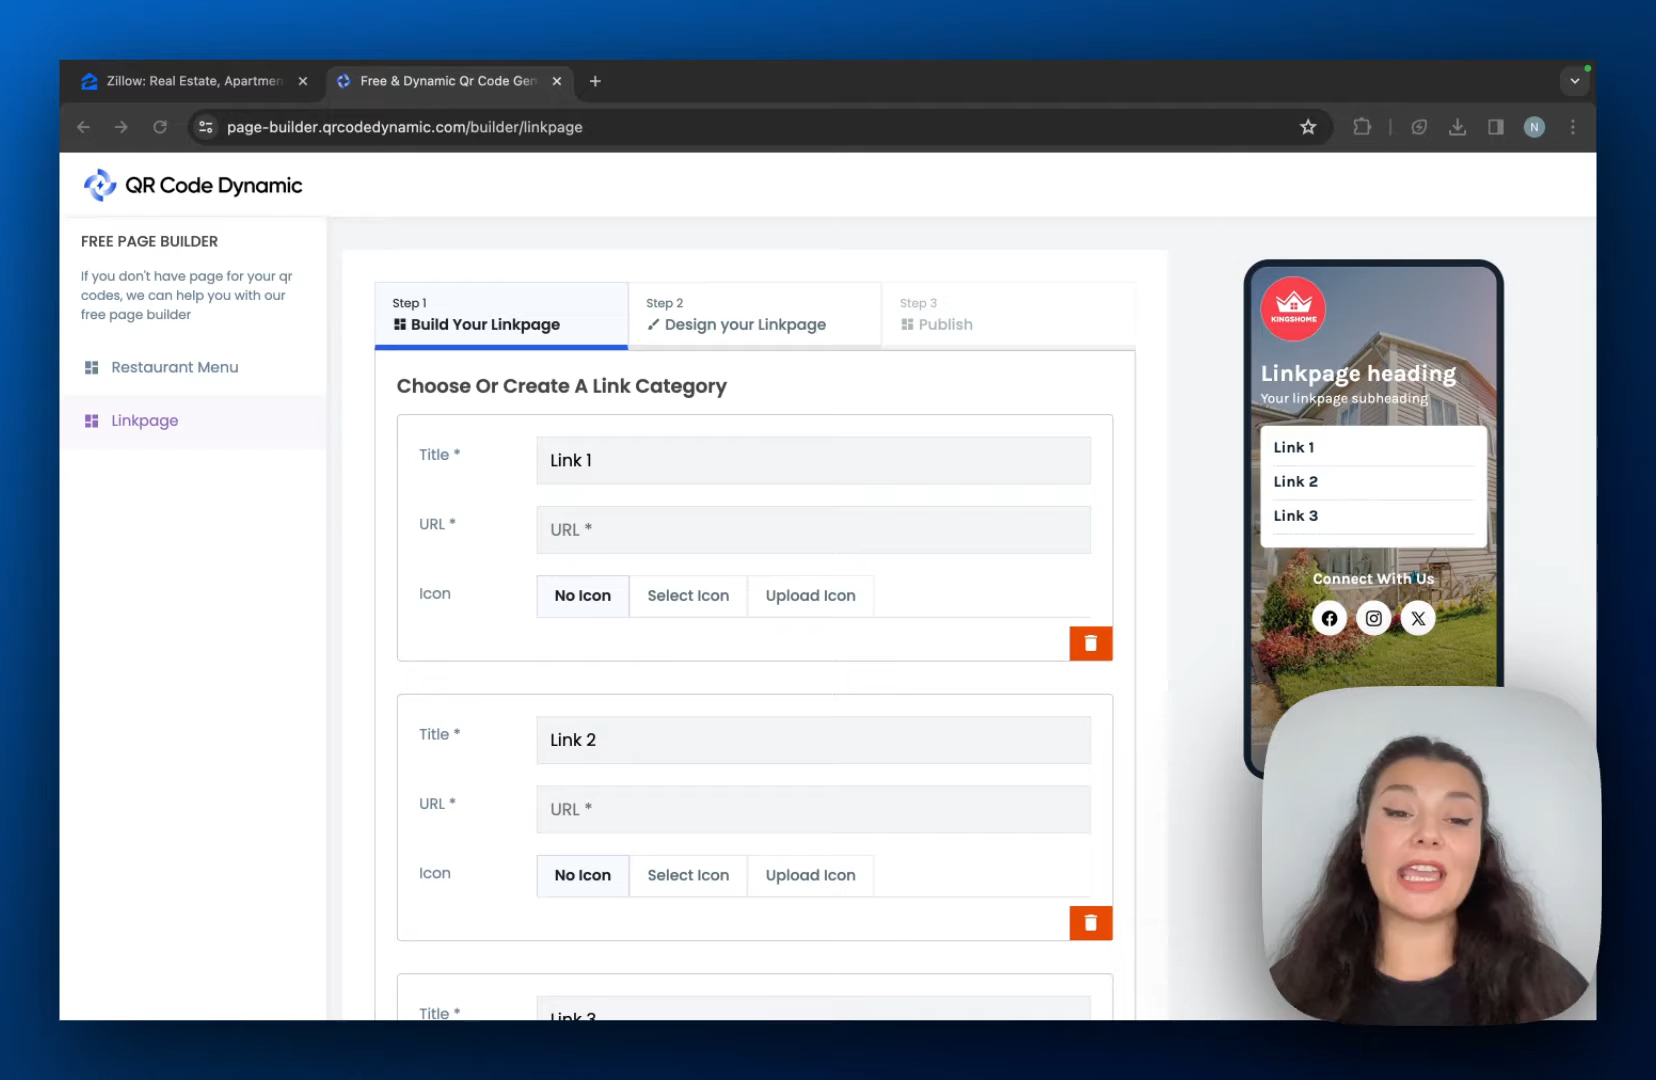 Zillow: Real Estate, Apartmen
Free & Dynamic Qr Code Gen
page-builder.qrcodedynamic.com/builder/linkpage
N
QR Code Dynamic
FREE PAGE BUILDER
If you don't have page for your qr
codes, we can help you with our
free page builder
Restaurant Menu
Linkpage
Step 1
Build Your Linkpage
Step 2
Design your Linkpage
Step 3
Publish
Choose Or Create A Link Category
Title *
Link 1
URL *
URL *
Icon
No Icon
Select Icon
Upload Icon
Title *
Link 2
URL *
URL *
Icon
No Icon
Select Icon
Upload Icon
Title *
Link 3
KINGSHOME
Linkpage heading
Your linkpage subheading
Link 1
Link 2
Link 3
Connect With Us